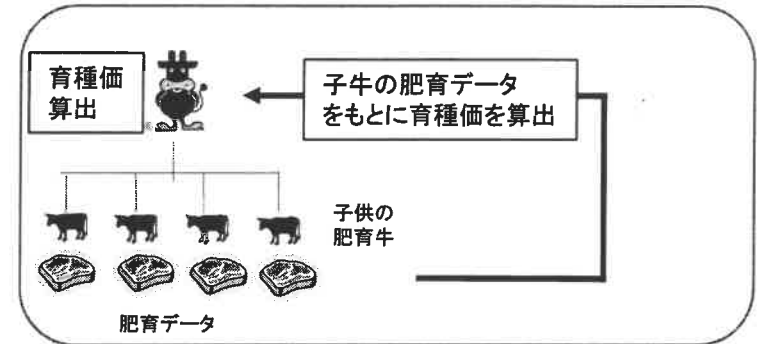 育種価
算出
子牛の肥育データ
をもとに育種価を算出
子供の
肥育牛
肥育データ